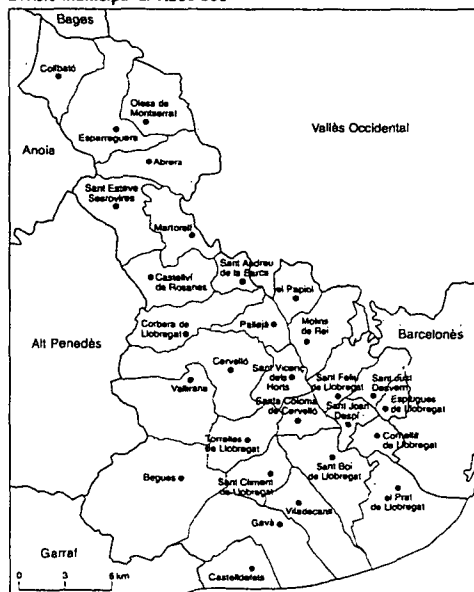 Bages
Collbató
Olesa de
Montserrat
Esparreguera
Vallès Occidental
Anoia
Abrera
Sant Esteve
Sesrovires
Martorell
Sant Andreu
de la Barca
Castellví
de Rosanes
el Papiol
Corbera de
Llobregat
Pallejà
Molins
de Rei
Barcelonès
Alt Penedès
Cervelló
Sant Vicenç
dels
Horts
Vallirana
Sant Feliu
de Llobregat
Sant Just
Desvern
Esplugues
de Llobregat
Santa Coloma
de Cervelló
Sant Joan
Despí
Cornellà
de Llobregat
Torrelles
de Llobregat
Sant Boi
de Llobregat
Begues
Sant Climent
de Llobregat
el Prat
de Llobregat
Viladecans
Gavà
Garraf
Castelldefels
0 3 6 km